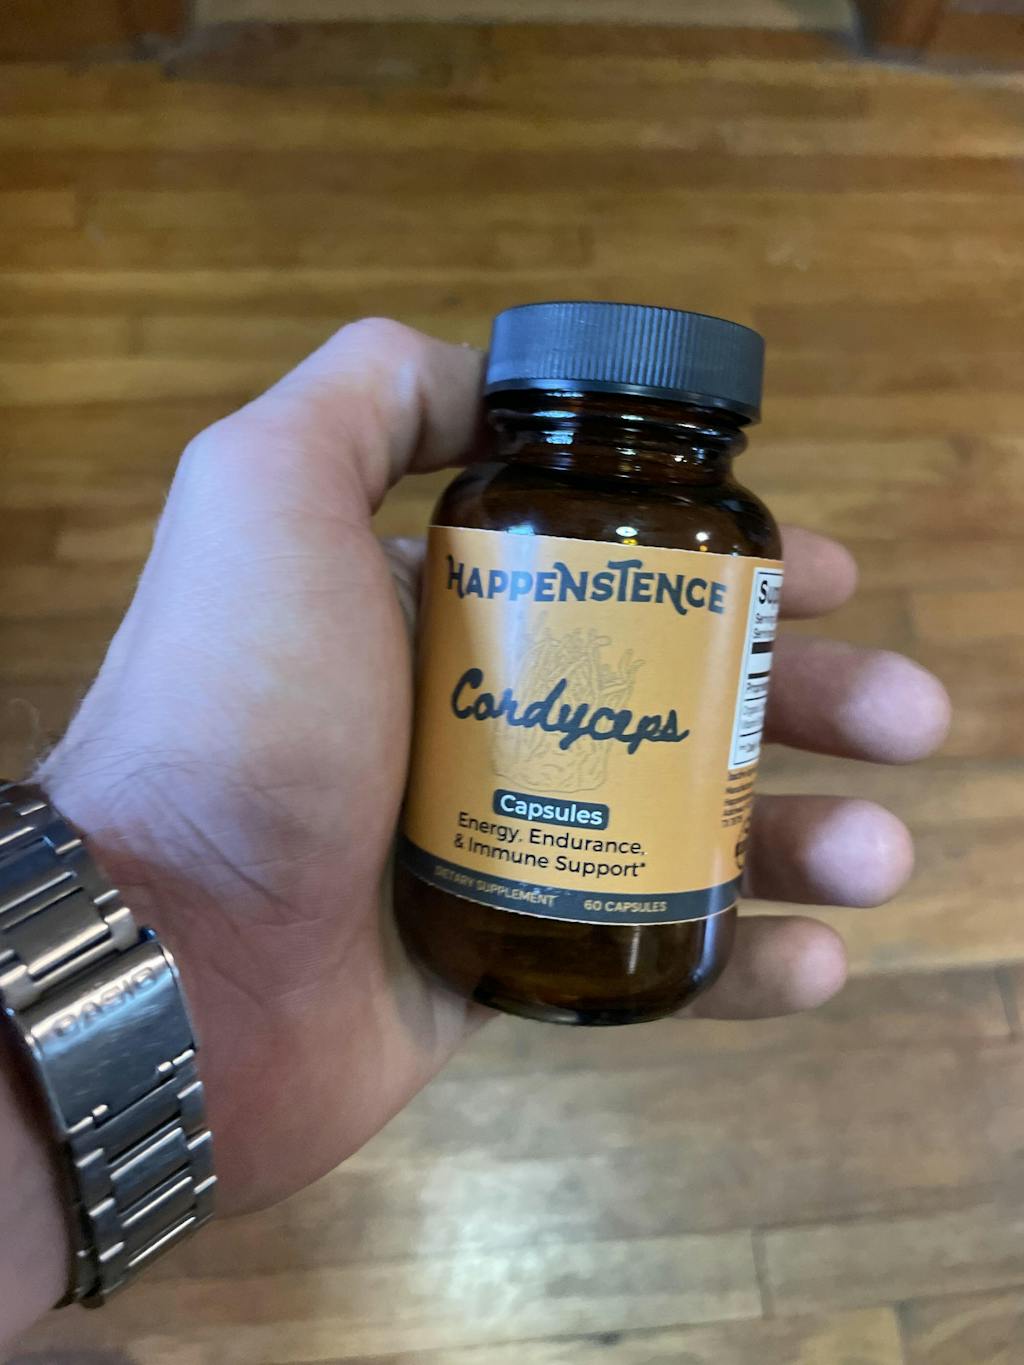 HAPPENSTENCE
Cordyceps
Capsules
Energy, Endurance,
& Immune Support*
DIETARY SUPPLEMENT 60 CAPSULES
CASIO